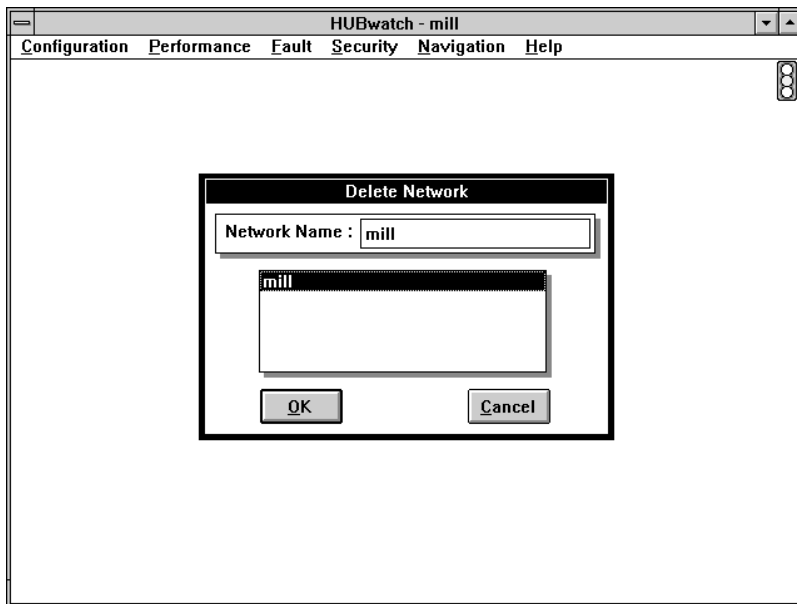 HUBwatch - mill
Configuration Performance Fault Security Navigation Help
Delete Network
Network Name : mill
mill
OK Cancel